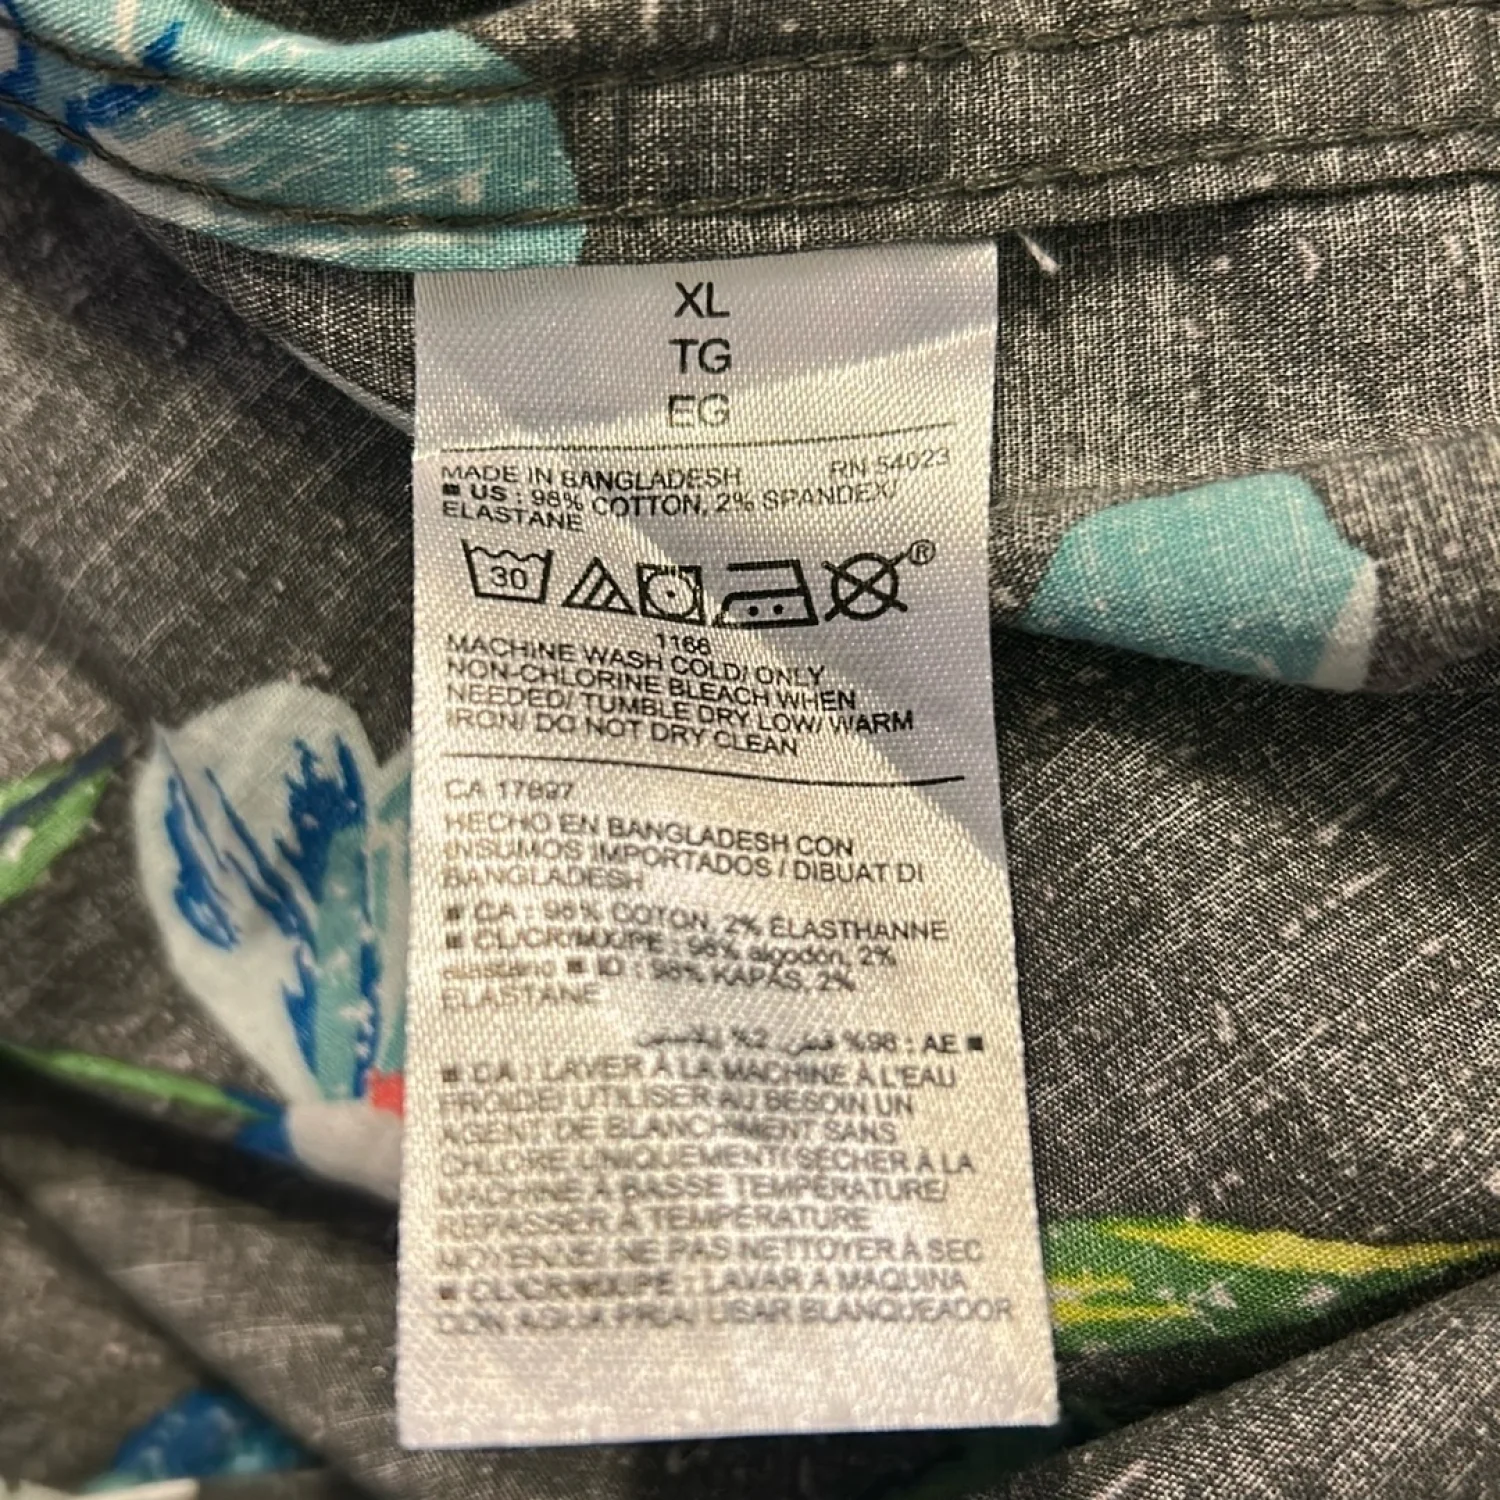 XL
TG
EG
MADE IN BANGLADESH RN 54023
■ US : 98% COTTON, 2% SPANDEX/
ELASTANE
30 ®
1166
MACHINE WASH COLD/ ONLY
NON-CHLORINE BLEACH WHEN
NEEDED/ TUMBLE DRY LOW/ WARM
IRON/ DO NOT DRY CLEAN
CA 17897
HECHO EN BANGLADESH CON
INSUMOS IMPORTADOS / DIBUAT DI
BANGLADESH
■ CA : 98% COTON, 2% ÉLASTHANNE
■ CL/CR/MX/PE : 98% algodón, 2%
elastano ■ ID : 98% KAPAS, 2%
ELASTANE
■ AE : 98% قطن, 2% إيلاستين
■ CA : LAVER À LA MACHINE À L'EAU
FROIDE/ UTILISER AU BESOIN UN
AGENT DE BLANCHIMENT SANS
CHLORE UNIQUEMENT/ SÉCHER À LA
MACHINE À BASSE TEMPÉRATURE/
REPASSER À TEMPÉRATURE
MOYENNE/ NE PAS NETTOYER À SEC
■ CL/CR/MX/PE : LAVAR A MAQUINA
CON AGUA FRIA/ USAR BLANQUEADOR